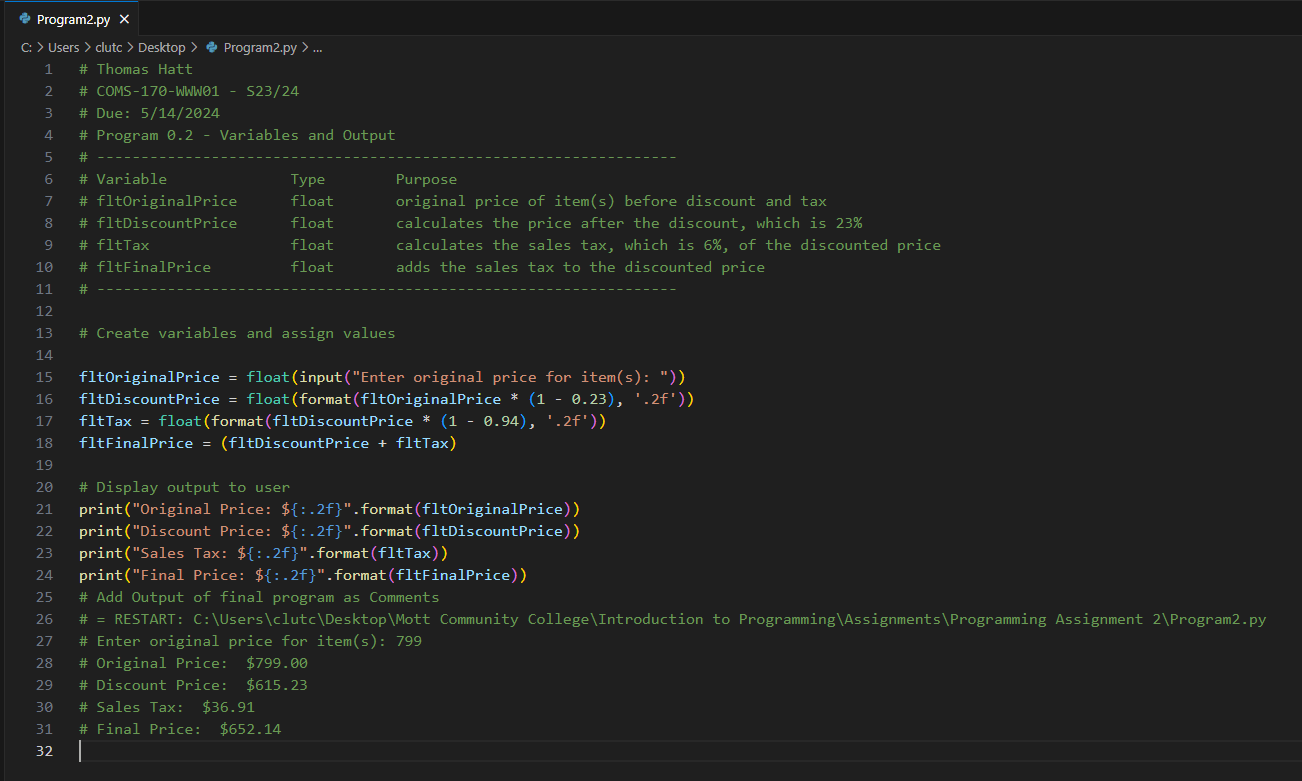 Program2.py ×
C: > Users > clutc > Desktop > Program2.py > ...
1 # Thomas Hatt
2 # COMS-170-WWW01 - S23/24
3 # Due: 5/14/2024
4 # Program 0.2 - Variables and Output
5 # ------------------------------------------------------------------
6 # Variable              Type        Purpose
7 # fltOriginalPrice      float       original price of item(s) before discount and tax
8 # fltDiscountPrice      float       calculates the price after the discount, which is 23%
9 # fltTax                float       calculates the sales tax, which is 6%, of the discounted price
10 # fltFinalPrice         float       adds the sales tax to the discounted price
11 # ------------------------------------------------------------------
12
13 # Create variables and assign values
14
15 fltOriginalPrice = float(input("Enter original price for item(s): "))
16 fltDiscountPrice = float(format(fltOriginalPrice * (1 - 0.23), '.2f'))
17 fltTax = float(format(fltDiscountPrice * (1 - 0.94), '.2f'))
18 fltFinalPrice = (fltDiscountPrice + fltTax)
19
20 # Display output to user
21 print("Original Price: ${:.2f}".format(fltOriginalPrice))
22 print("Discount Price: ${:.2f}".format(fltDiscountPrice))
23 print("Sales Tax: ${:.2f}".format(fltTax))
24 print("Final Price: ${:.2f}".format(fltFinalPrice))
25 # Add Output of final program as Comments
26 # = RESTART: C:\Users\clutc\Desktop\Mott Community College\Introduction to Programming\Assignments\Programming Assignment 2\Program2.py
27 # Enter original price for item(s): 799
28 # Original Price:  $799.00
29 # Discount Price:  $615.23
30 # Sales Tax:  $36.91
31 # Final Price:  $652.14
32